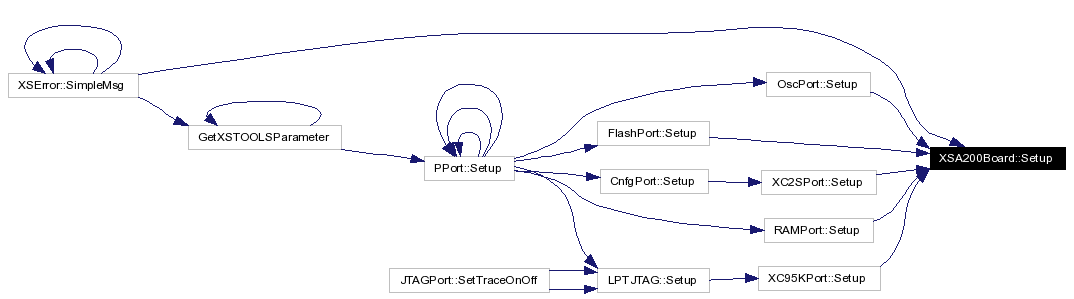 XSError::SimpleMsg
GetXSTOOLSParameter
PPort::Setup
OscPort::Setup
FlashPort::Setup
XSA200Board::Setup
CnfgPort::Setup
XC2SPort::Setup
RAMPort::Setup
JTAGPort::SetTraceOnOff
LPTJTAG::Setup
XC95KPort::Setup